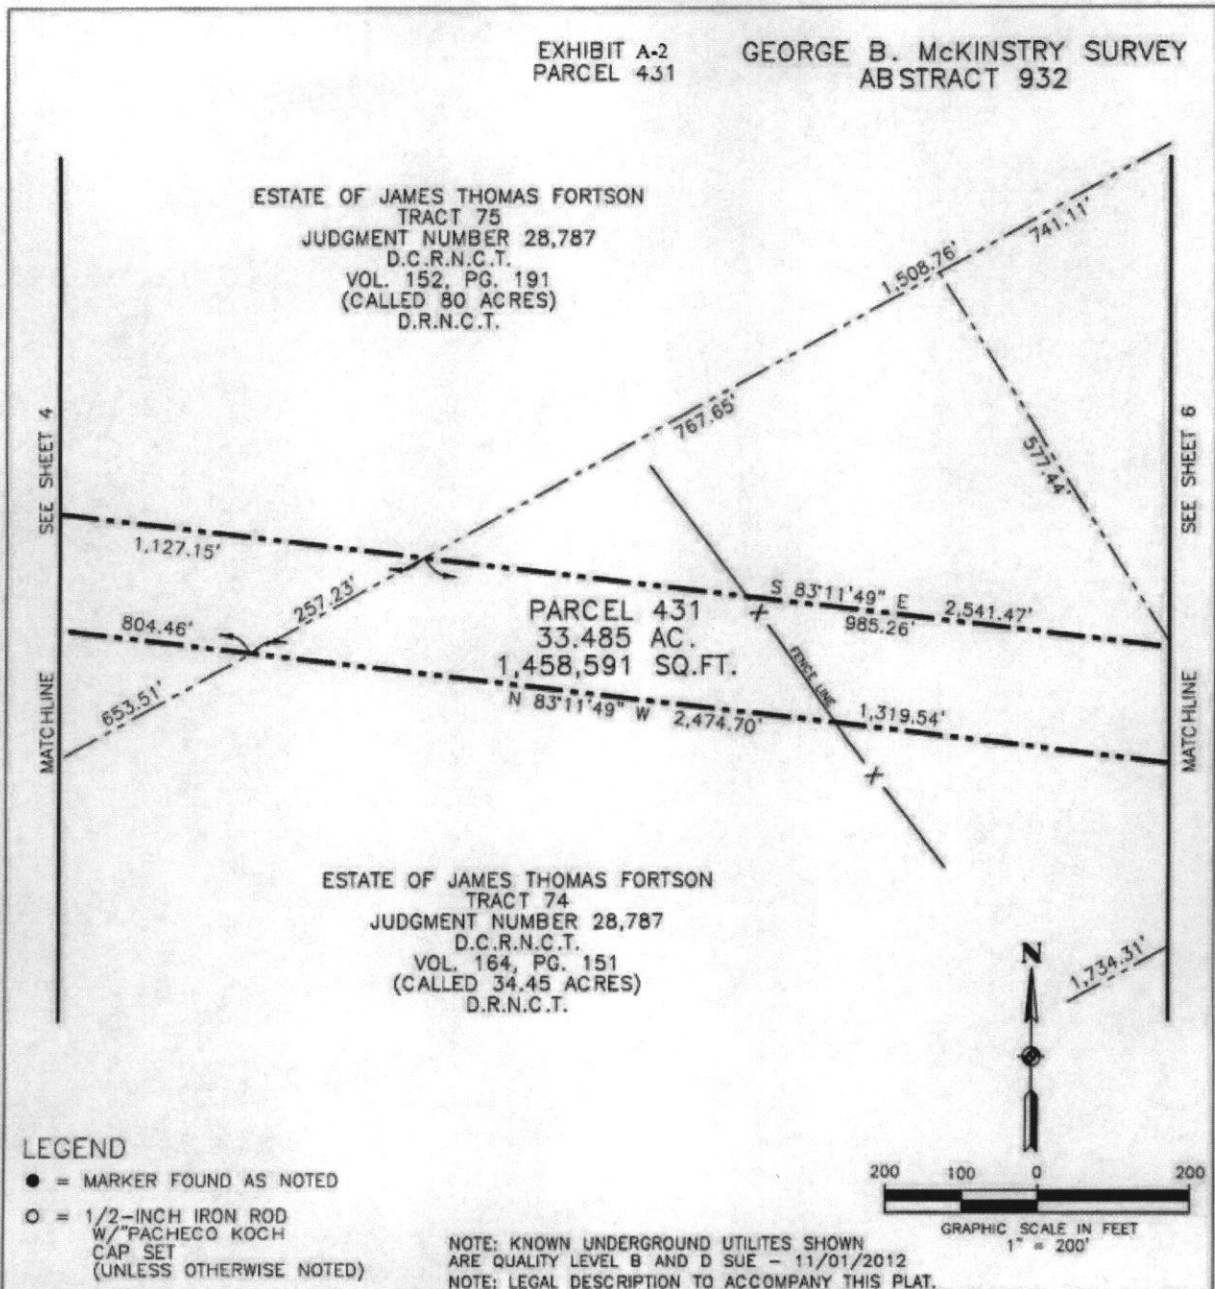 EXHIBIT A-2
PARCEL 431
GEORGE B. McKINSTRY SURVEY
ABSTRACT 932
ESTATE OF JAMES THOMAS FORTSON
TRACT 75
JUDGMENT NUMBER 28,787
D.C.R.N.C.T.
VOL. 152, PG. 191
(CALLED 80 ACRES)
D.R.N.C.T.
741.11'
1,508.76'
767.65'
577.44'
SEE SHEET 4
MATCHLINE
SEE SHEET 6
MATCHLINE
1,127.15'
257.23'
804.46'
653.51'
S 83°11'49" E 2,541.47'
985.26'
PARCEL 431
33.485 AC.
1,458,591 SQ.FT.
N 83°11'49" W 2,474.70'
1,319.54'
X
FENCE LINE
X
ESTATE OF JAMES THOMAS FORTSON
TRACT 74
JUDGMENT NUMBER 28,787
D.C.R.N.C.T.
VOL. 164, PG. 151
(CALLED 34.45 ACRES)
D.R.N.C.T.
1,734.31'
N
LEGEND
● = MARKER FOUND AS NOTED
O = 1/2-INCH IRON ROD
W/"PACHECO KOCH
CAP SET
(UNLESS OTHERWISE NOTED)
200 100 0 200
GRAPHIC SCALE IN FEET
1" = 200'
NOTE: KNOWN UNDERGROUND UTILITES SHOWN
ARE QUALITY LEVEL B AND D SUE - 11/01/2012
NOTE: LEGAL DESCRIPTION TO ACCOMPANY THIS PLAT.